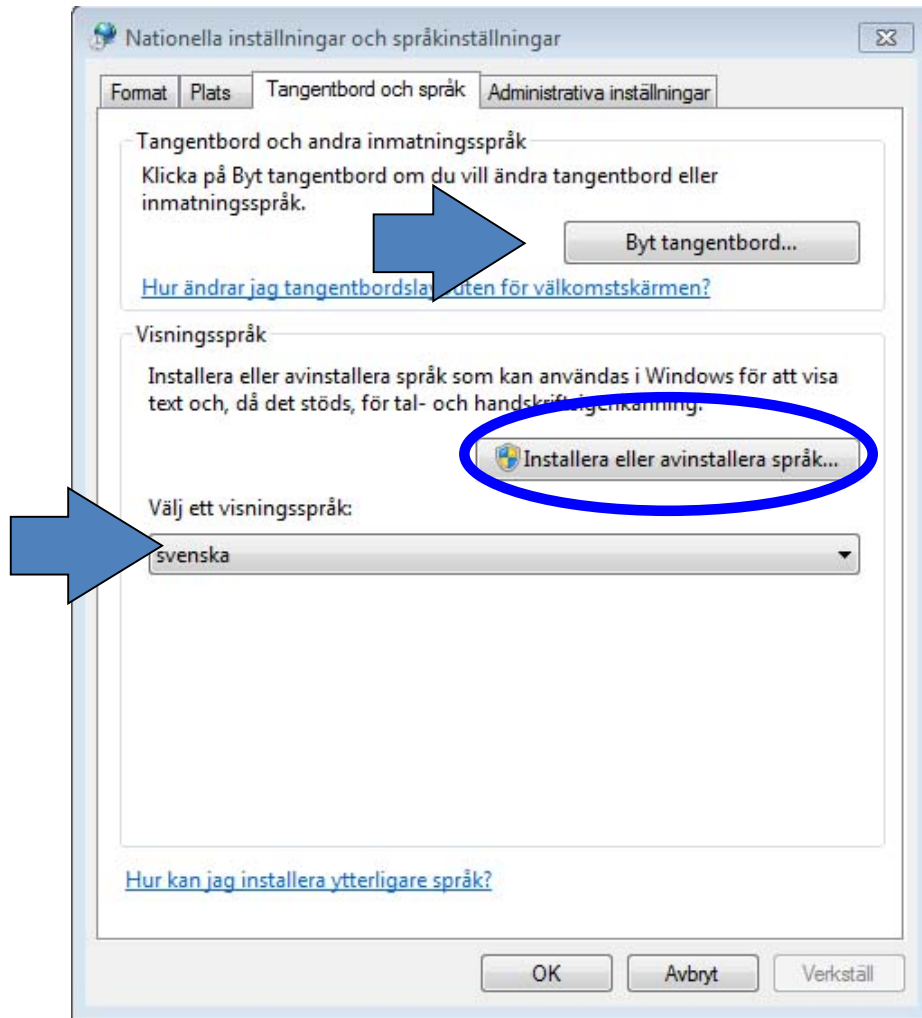 Nationella inställningar och språkinställningar
Format Plats Tangentbord och språk Administrativa inställningar
Tangentbord och andra inmatningsspråk
Klicka på Byt tangentbord om du vill ändra tangentbord eller
inmatningsspråk.
Byt tangentbord...
Hur ändrar jag tangentbordslayouten för välkomstskärmen?
Visningsspråk
Installera eller avinstallera språk som kan användas i Windows för att visa
text och, då det stöds, för tal- och handskriftsigenkänning.
Installera eller avinstallera språk...
Välj ett visningsspråk:
svenska
Hur kan jag installera ytterligare språk?
OK Avbryt Verkställ